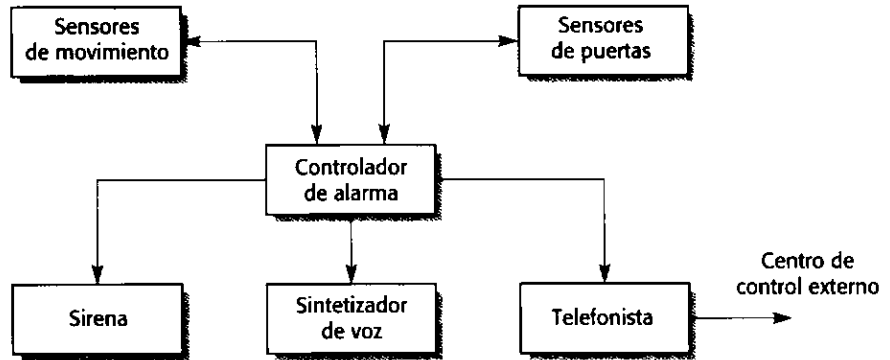 Sensores
de movimiento
Sensores
de puertas
Controlador
de alarma
Sirena
Sintetizador
de voz
Telefonista
Centro de
control externo